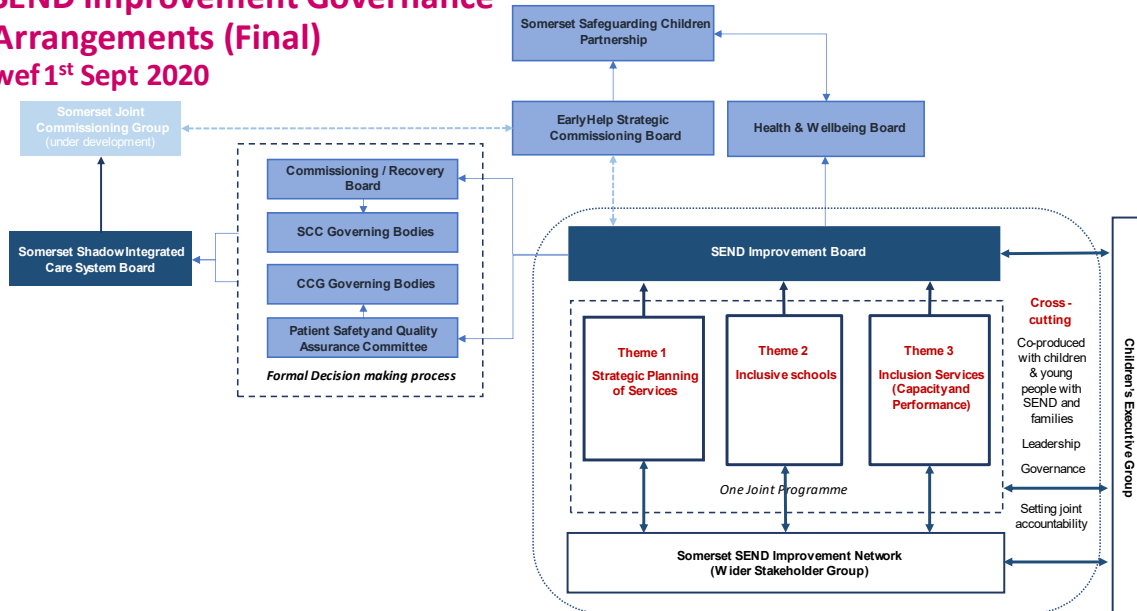 SEND Improvement Governance
Arrangements (Final)
wef 1st Sept 2020
Somerset Safeguarding Children
Partnership
Somerset Joint
Commissioning Group
(under development)
EarlyHelp Strategic
Commissioning Board
Health & Wellbeing Board
Commissioning / Recovery
Board
SCC Governing Bodies
CCG Governing Bodies
Patient Safety and Quality
Assurance Committee
Formal Decision making process
Somerset Shadow Integrated
Care System Board
SEND Improvement Board
Theme 1
Strategic Planning
of Services
Theme 2
Inclusive schools
Theme 3
Inclusion Services
(Capacity and
Performance)
One Joint Programme
Cross -
cutting
Co-produced
with children
& young
people with
SEND and
families
Leadership
Governance
Setting joint
accountability
Somerset SEND Improvement Network
(Wider Stakeholder Group)
Children's Executive Group